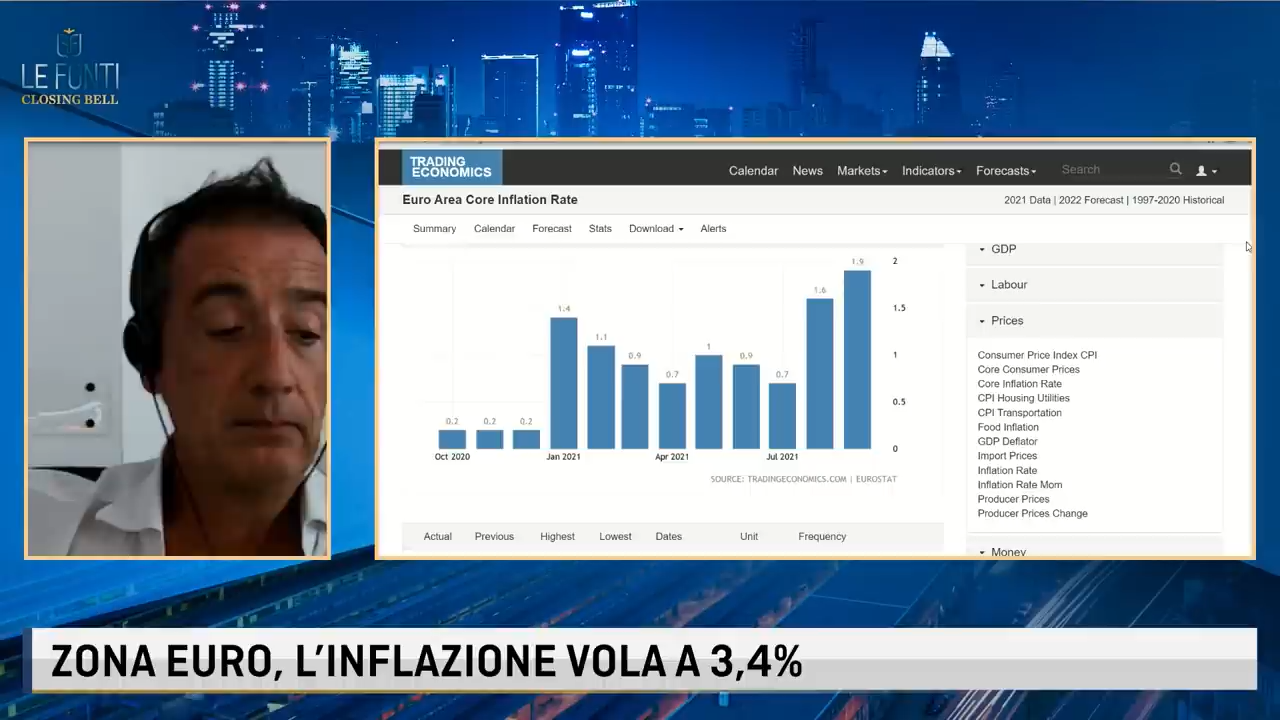 LE FONTI
CLOSING BELL
TRADING
ECONOMICS
Calendar News Markets Indicators Forecasts Search
Euro Area Core Inflation Rate
2021 Data | 2022 Forecast | 1997-2020 Historical
Summary Calendar Forecast Stats Download Alerts
0.2 0.2 0.2 1.4 1.1 0.9 0.7 1 0.9 0.7 1.6 1.9
2
1.5
1
0.5
0
Oct 2020 Jan 2021 Apr 2021 Jul 2021
SOURCE: TRADINGECONOMICS.COM | EUROSTAT
Actual Previous Highest Lowest Dates Unit Frequency
GDP
Labour
Prices
Consumer Price Index CPI
Core Consumer Prices
Core Inflation Rate
CPI Housing Utilities
CPI Transportation
Food Inflation
GDP Deflator
Import Prices
Inflation Rate
Inflation Rate Mom
Producer Prices
Producer Prices Change
Money
ZONA EURO, L'INFLAZIONE VOLA A 3,4%